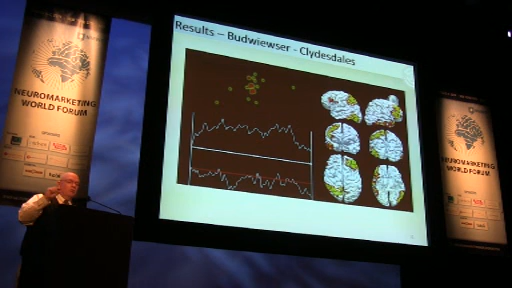 Results – Budwiewser - Clydesdales
NEUROMARKETING
WORLD FORUM
NEUROMARKETING
WORLD FORUM